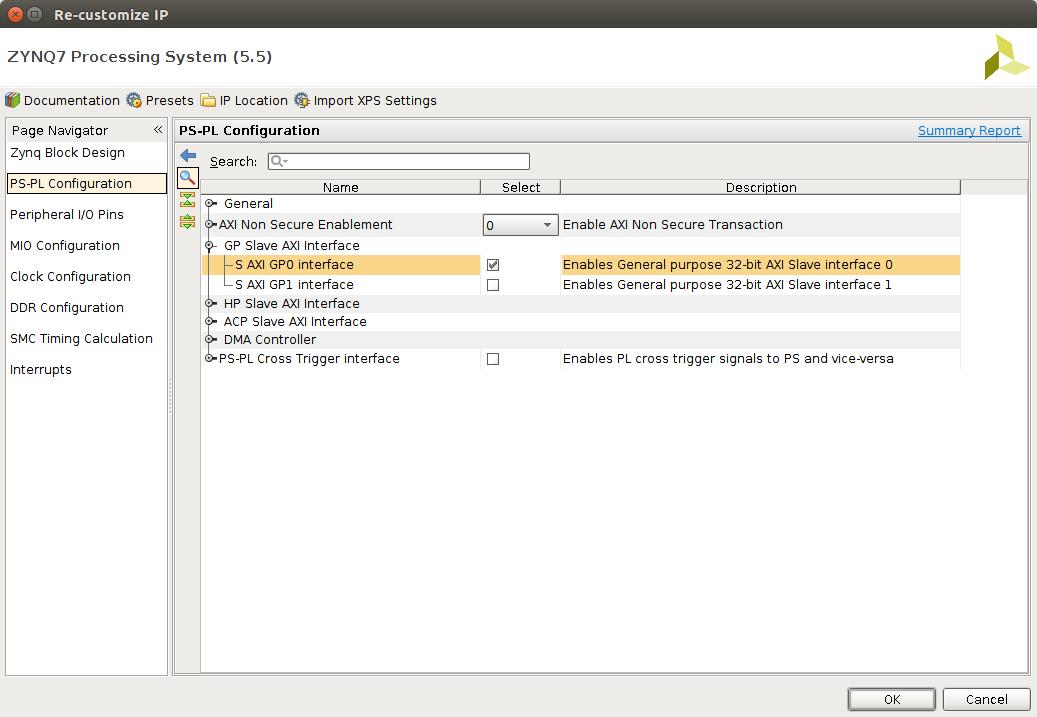 Re-customize IP
ZYNQ7 Processing System (5.5)
Documentation Presets IP Location Import XPS Settings
Page Navigator «
Zynq Block Design
PS-PL Configuration
Peripheral I/O Pins
MIO Configuration
Clock Configuration
DDR Configuration
SMC Timing Calculation
Interrupts
PS-PL Configuration Summary Report
Search:
Name Select Description
General
AXI Non Secure Enablement 0 Enable AXI Non Secure Transaction
GP Slave AXI Interface
S AXI GP0 interface Enables General purpose 32-bit AXI Slave interface 0
S AXI GP1 interface Enables General purpose 32-bit AXI Slave interface 1
HP Slave AXI Interface
ACP Slave AXI Interface
DMA Controller
PS-PL Cross Trigger interface Enables PL cross trigger signals to PS and vice-versa
OK Cancel